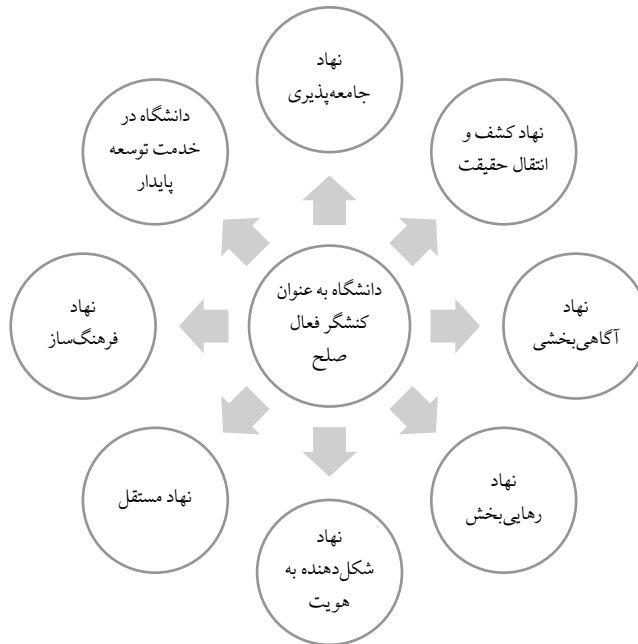 نهاد
جامعه‌پذیری
نهاد کشف و
انتقال حقیقت
نهاد
آگاهی‌بخشی
نهاد
رهایی‌بخش
نهاد
شکل‌دهنده به
هویت
نهاد مستقل
نهاد
فرهنگ‌ساز
دانشگاه در
خدمت توسعه
پایدار
دانشگاه به عنوان
کنشگر فعال
صلح